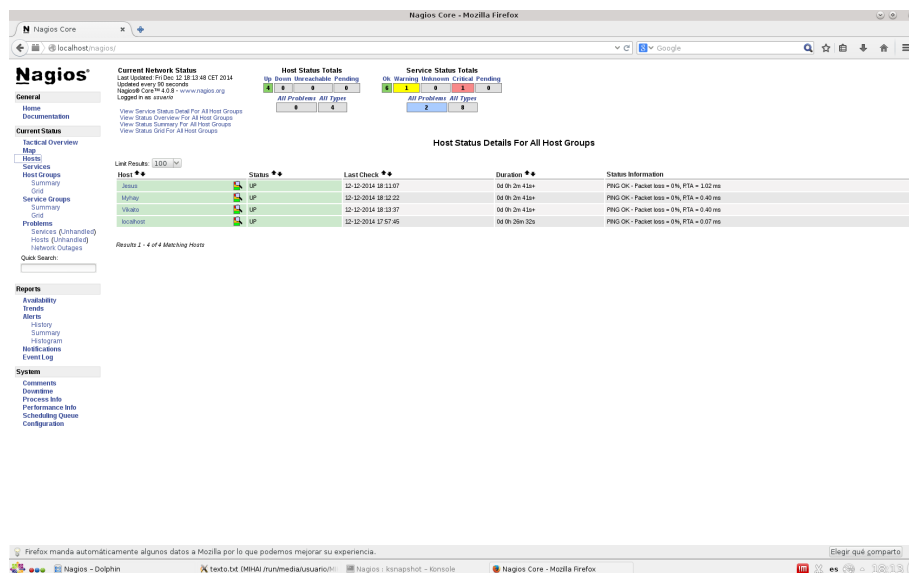 Nagios Core - Mozilla Firefox
Nagios Core
localhost/nagios/
Google
Nagios®
General
Home
Documentation
Current Status
Tactical Overview
Map
Hosts
Services
Host Groups
Summary
Grid
Service Groups
Summary
Grid
Problems
Services (Unhandled)
Hosts (Unhandled)
Network Outages
Quick Search:
Reports
Availability
Trends
Alerts
History
Summary
Histogram
Notifications
Event Log
System
Comments
Downtime
Process Info
Performance Info
Scheduling Queue
Configuration
Current Network Status
Last Updated: Fri Dec 12 18:13:48 CET 2014
Updated every 90 seconds
Nagios® Core™ 4.0.8 - www.nagios.org
Logged in as usuario
View Service Status Detail For All Host Groups
View Status Overview For All Host Groups
View Status Summary For All Host Groups
View Status Grid For All Host Groups
Host Status Totals
Up Down Unreachable Pending
4 0 0 0
All Problems All Types
0 4
Service Status Totals
Ok Warning Unknown Critical Pending
6 1 0 1 0
All Problems All Types
2 8
Host Status Details For All Host Groups
Limit Results: 100
Host Status Last Check Duration Status Information
Jesus UP 12-12-2014 18:11:07 0d 0h 2m 41s+ PING OK - Packet loss = 0%, RTA = 1.02 ms
Myhay UP 12-12-2014 18:12:22 0d 0h 2m 41s+ PING OK - Packet loss = 0%, RTA = 0.40 ms
Vikaito UP 12-12-2014 18:13:37 0d 0h 2m 41s+ PING OK - Packet loss = 0%, RTA = 0.40 ms
localhost UP 12-12-2014 17:57:45 0d 0h 26m 32s PING OK - Packet loss = 0%, RTA = 0.07 ms
Results 1 - 4 of 4 Matching Hosts
Firefox manda automáticamente algunos datos a Mozilla por lo que podemos mejorar su experiencia.
Elegir qué comparto
Nagios – Dolphin
texto.txt (MIHAI /run/media/usuario/
Nagios : ksnapshot – Konsole
Nagios Core - Mozilla Firefox
es